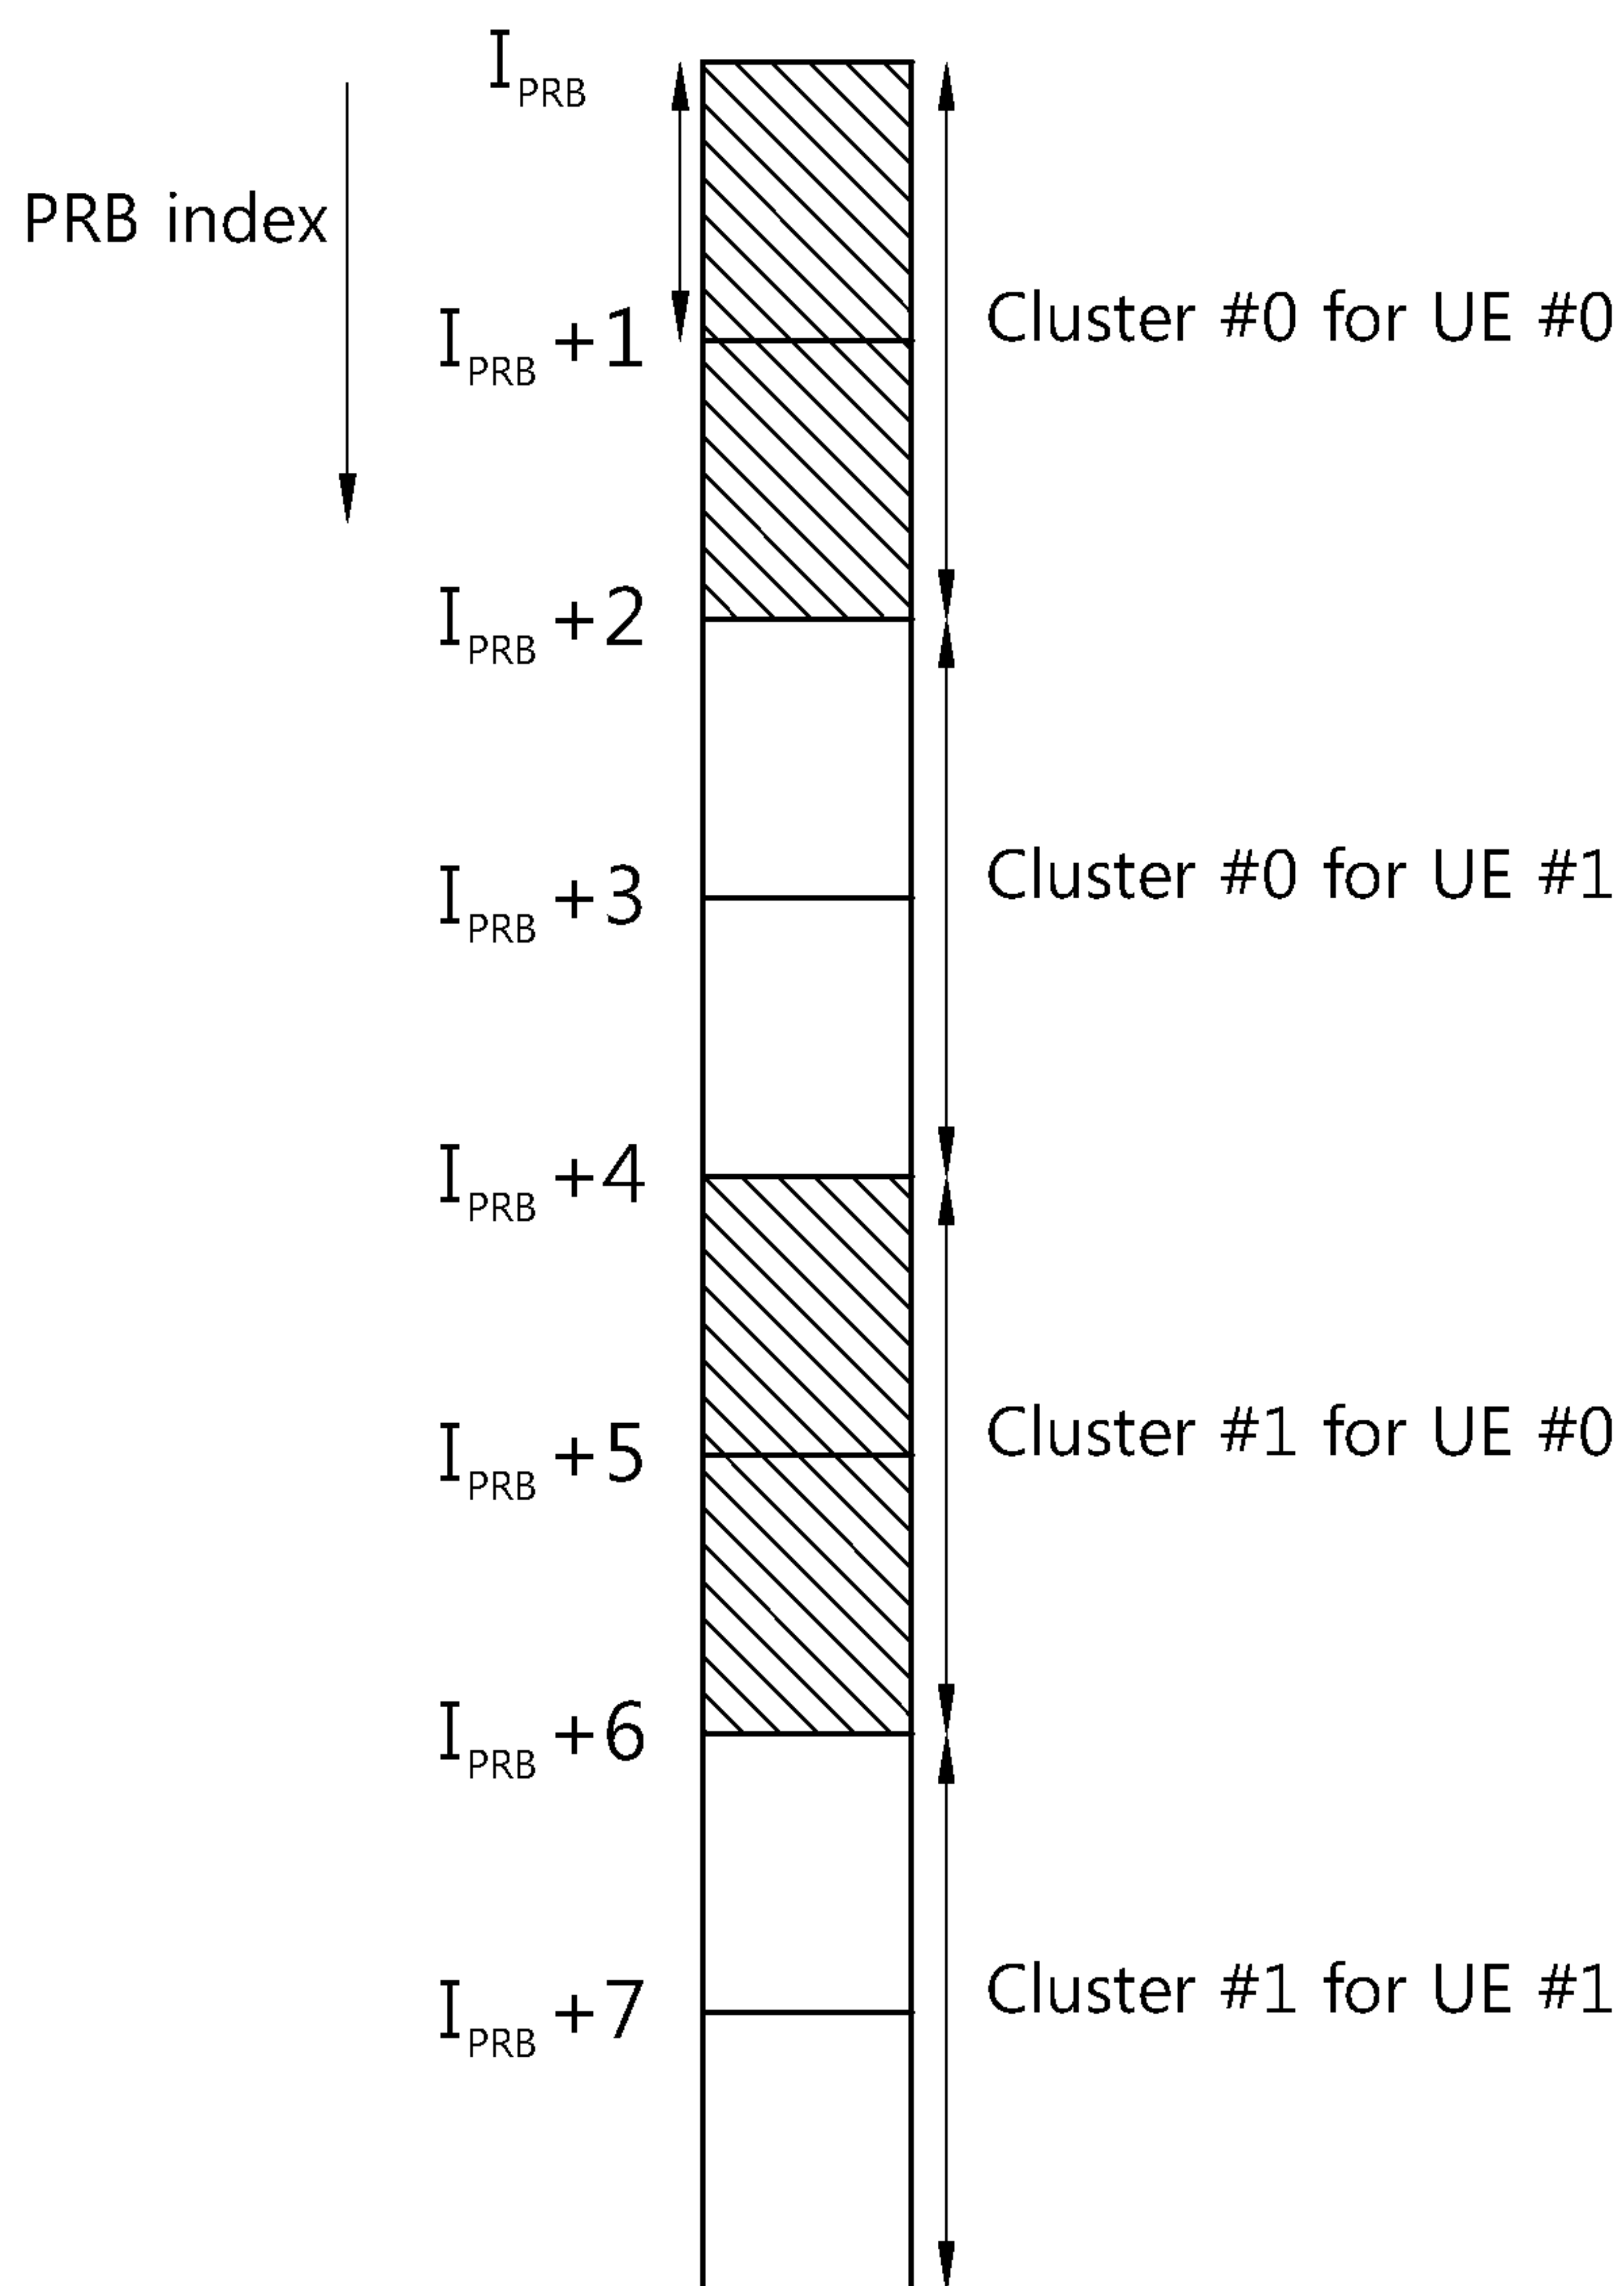 I_PRB
PRB index
I_PRB +1
Cluster #0 for UE #0
I_PRB +2
I_PRB +3
Cluster #0 for UE #1
I_PRB +4
I_PRB +5
Cluster #1 for UE #0
I_PRB +6
I_PRB +7
Cluster #1 for UE #1